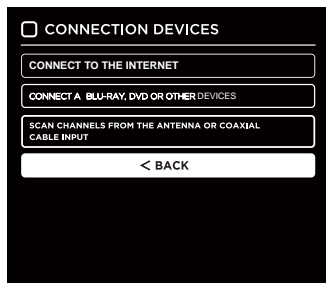 CONNECTION DEVICES
CONNECT TO THE INTERNET
CONNECT A BLU-RAY, DVD OR OTHER DEVICES
SCAN CHANNELS FROM THE ANTENNA OR COAXIAL
CABLE INPUT
< BACK